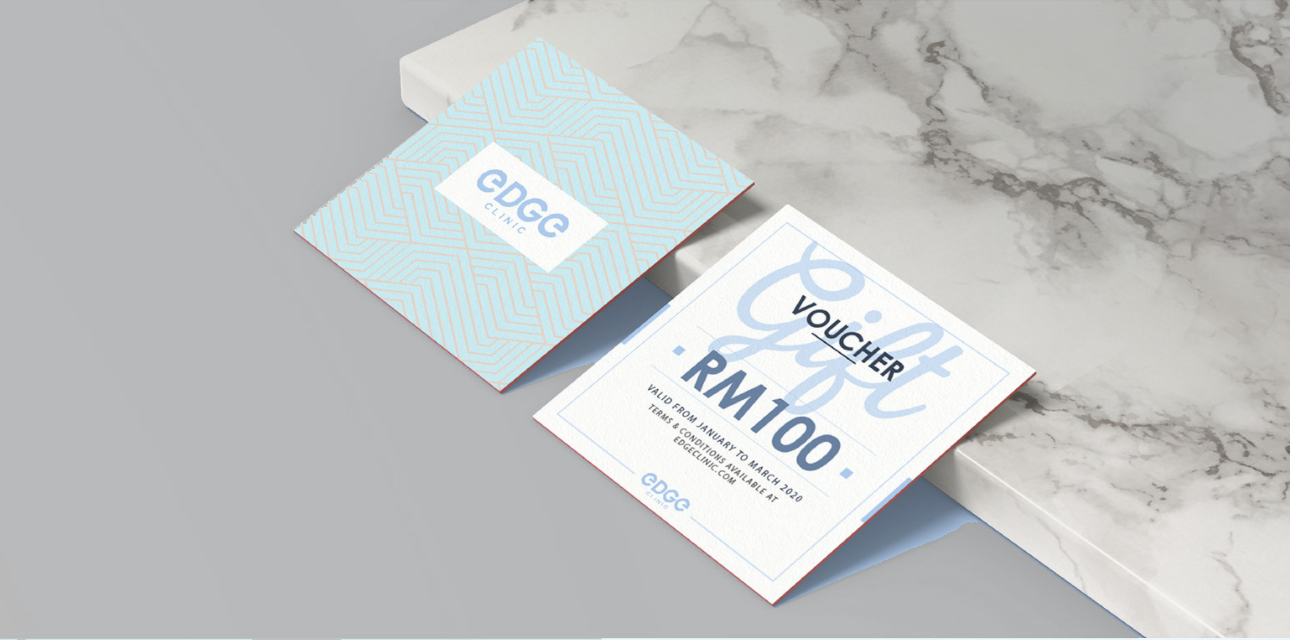 eDGe
CLINIC
Gift
VOUCHER
RM100
VALID FROM JANUARY TO MARCH 2020
TERMS & CONDITIONS AVAILABLE AT
EDGECLINIC.COM
eDGe
CLINIC